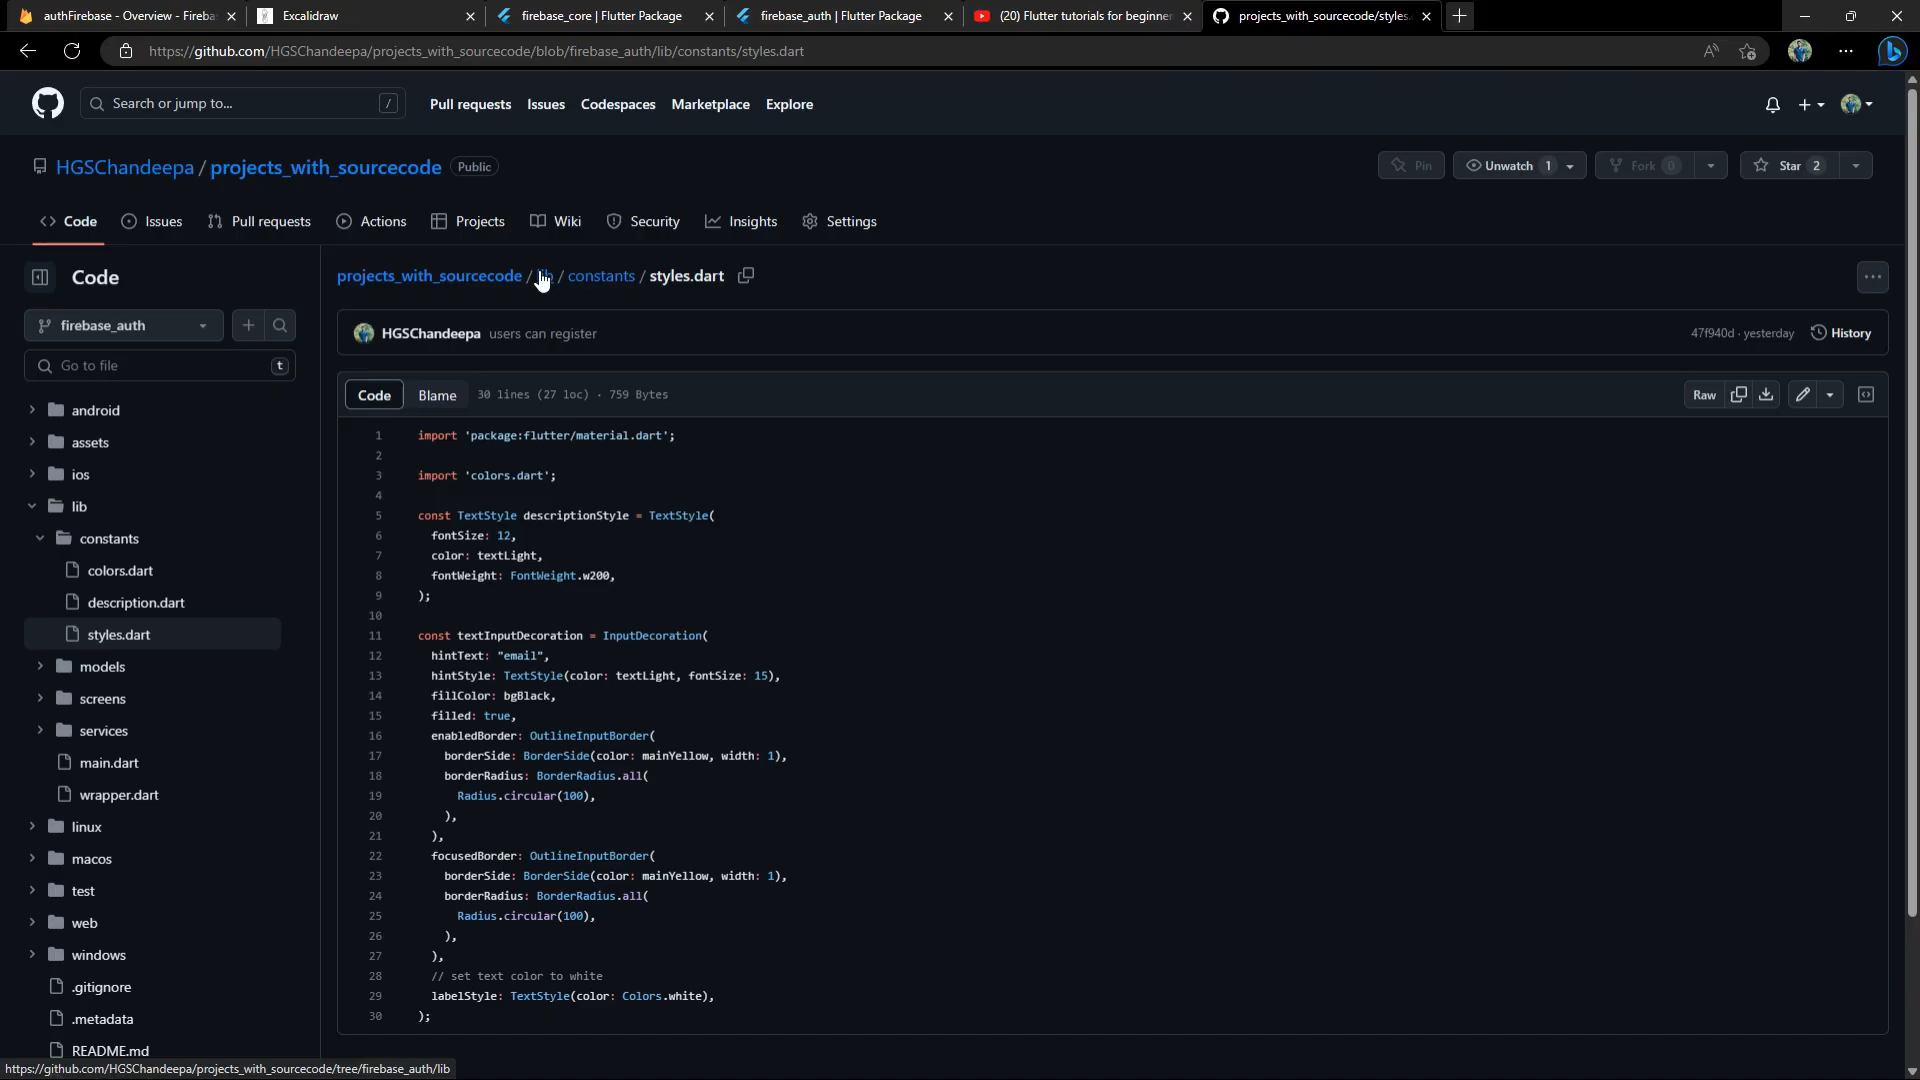 authFirebase - Overview - Fireba
Excalidraw
firebase_core | Flutter Package
firebase_auth | Flutter Package
(20) Flutter tutorials for beginner
projects_with_sourcecode/styles.
https://github.com/HGSChandeepa/projects_with_sourcecode/blob/firebase_auth/lib/constants/styles.dart
Search or jump to... /
Pull requests Issues Codespaces Marketplace Explore
HGSChandeepa / projects_with_sourcecode Public
Pin Unwatch 1 Fork 0 Star 2
Code Issues Pull requests Actions Projects Wiki Security Insights Settings
Code
firebase_auth
Go to file t
android
assets
ios
lib
constants
colors.dart
description.dart
styles.dart
models
screens
services
main.dart
wrapper.dart
linux
macos
test
web
windows
.gitignore
.metadata
README.md
projects_with_sourcecode / lib / constants / styles.dart
HGSChandeepa users can register 47f940d · yesterday History
Code Blame 30 lines (27 loc) · 759 Bytes Raw
1 import 'package:flutter/material.dart';
2
3 import 'colors.dart';
4
5 const TextStyle descriptionStyle = TextStyle(
6 fontSize: 12,
7 color: textLight,
8 fontWeight: FontWeight.w200,
9 );
10
11 const textInputDecoration = InputDecoration(
12 hintText: "email",
13 hintStyle: TextStyle(color: textLight, fontSize: 15),
14 fillColor: bgBlack,
15 filled: true,
16 enabledBorder: OutlineInputBorder(
17 borderSide: BorderSide(color: mainYellow, width: 1),
18 borderRadius: BorderRadius.all(
19 Radius.circular(100),
20 ),
21 ),
22 focusedBorder: OutlineInputBorder(
23 borderSide: BorderSide(color: mainYellow, width: 1),
24 borderRadius: BorderRadius.all(
25 Radius.circular(100),
26 ),
27 ),
28 // set text color to white
29 labelStyle: TextStyle(color: Colors.white),
30 );
https://github.com/HGSChandeepa/projects_with_sourcecode/tree/firebase_auth/lib